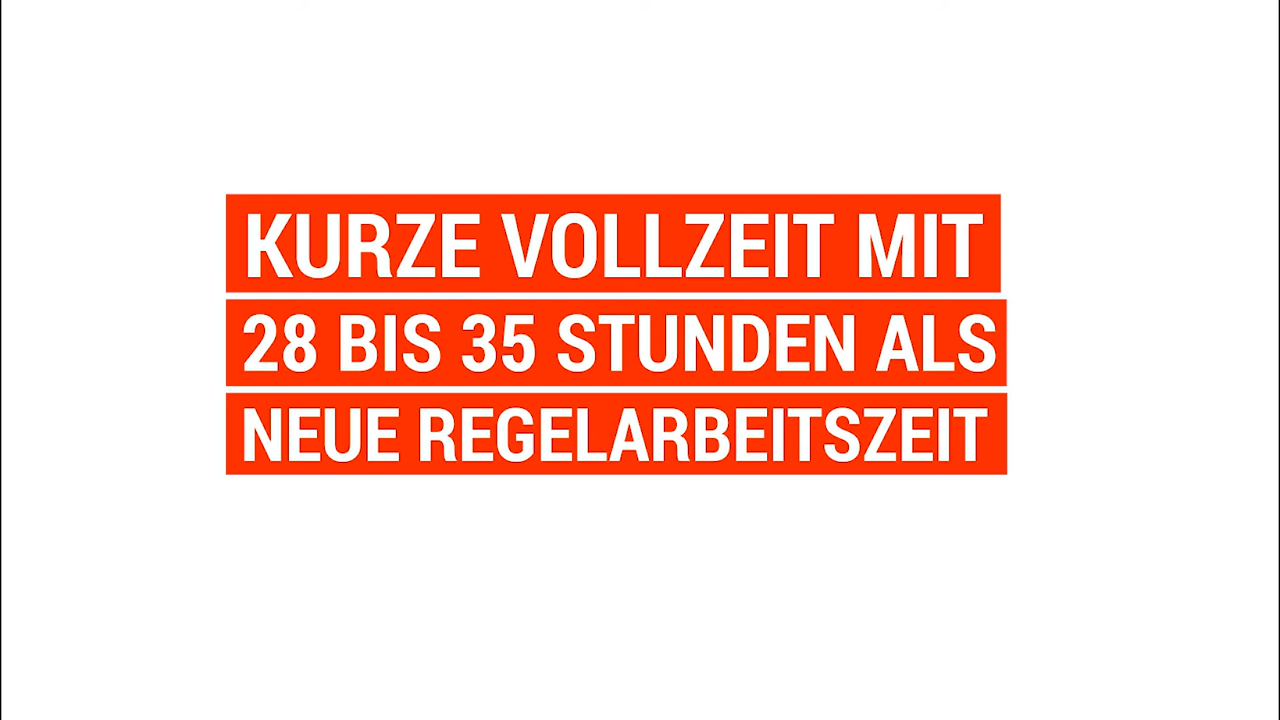 KURZE VOLLZEIT MIT
28 BIS 35 STUNDEN ALS
NEUE REGELARBEITSZEIT